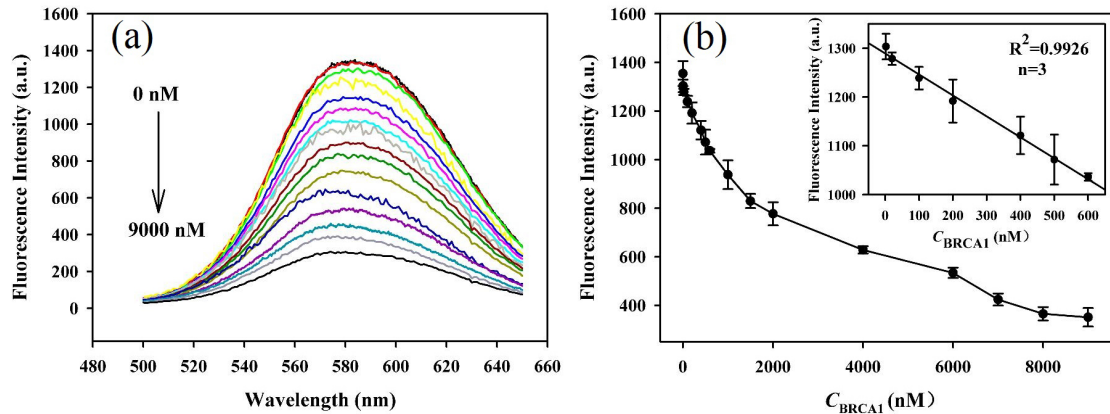 (a)
1600
1400
1200
1000
800
600
400
200
0
0 nM
9000 nM
Fluorescence Intensity (a.u.)
480 500 520 540 560 580 600 620 640 660
Wavelength (nm)
(b)
1600
1400
1200
1000
800
600
400
Fluorescence Intensity (a.u.)
0 2000 4000 6000 8000
C BRCA1 (nM)
R²=0.9926
n=3
1300
1200
1100
1000
Fluorescence Intensity (a.u.)
0 100 200 300 400 500 600
C BRCA1 (nM)